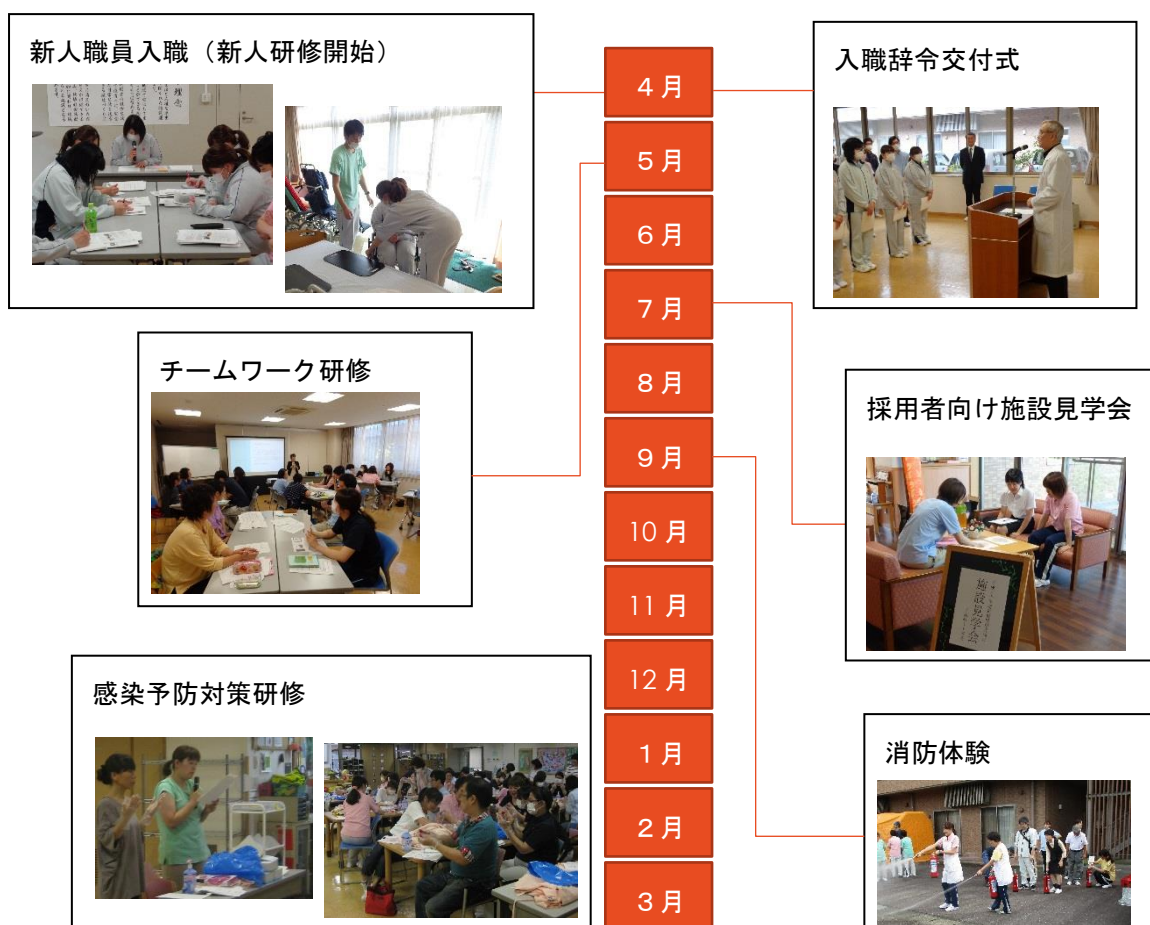 新人職員入職（新人研修開始）
理念
入職辞令交付式
4月
5月
6月
7月
8月
9月
10月
11月
12月
1月
2月
3月
チームワーク研修
採用者向け施設見学会
施設見学会
感染予防対策研修
消防体験